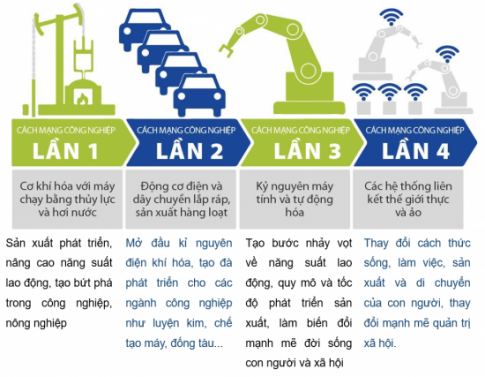 CÁCH MẠNG CÔNG NGHIỆP
LẦN 1
Cơ khí hóa với máy
chạy bằng thủy lực
và hơi nước
Sản xuất phát triển,
nâng cao năng suất
lao động, tạo bứt phá
trong công nghiệp,
nông nghiệp
CÁCH MẠNG CÔNG NGHIỆP
LẦN 2
Động cơ điện và
dây chuyền lắp ráp,
sản xuất hàng loạt
Mở đầu kỉ nguyên
điện khí hóa, tạo đà
phát triển cho các
ngành công nghiệp
như luyện kim, chế
tạo máy, đóng tàu...
CÁCH MẠNG CÔNG NGHIỆP
LẦN 3
Kỷ nguyên máy
tính và tự động
hóa
Tạo bước nhảy vọt
về năng suất lao
động, quy mô và tốc
độ phát triển sản
xuất, làm biến đổi
mạnh mẽ đời sống
con người và xã hội
CÁCH MẠNG CÔNG NGHIỆP
LẦN 4
Các hệ thống liên
kết thế giới thực
và ảo
Thay đổi cách thức
sống, làm việc, sản
xuất và di chuyển
của con người, thay
đổi mạnh mẽ quản trị
xã hội.